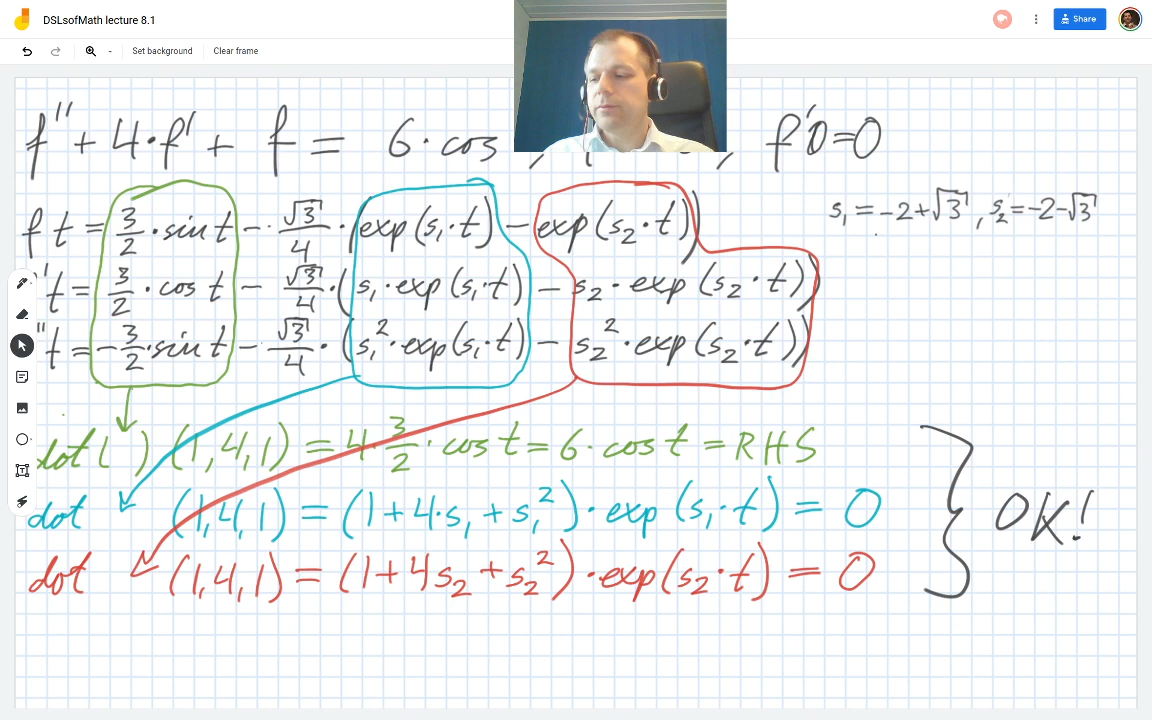 DSLsofMath lecture 8.1
Share
Set background Clear frame
f'' + 4·f' + f = 6·cos , , f'0=0
f t = 3/2·sin t - √3/4·(exp(s₁·t) - exp(s₂·t)) s₁ = -2+√3, s₂ = -2-√3
't = 3/2·cos t - √3/4·(s₁·exp(s₁·t) - s₂·exp(s₂·t))
''t = -3/2·sin t - √3/4·(s₁²·exp(s₁·t) - s₂²·exp(s₂·t))
dot( ) (1,4,1) = 4·3/2·cos t = 6·cos t = RHS
dot (1,4,1) = (1+4·s₁+s₁²)·exp(s₁·t) = 0 OK!
dot (1,4,1) = (1+4s₂+s₂²)·exp(s₂·t) = 0